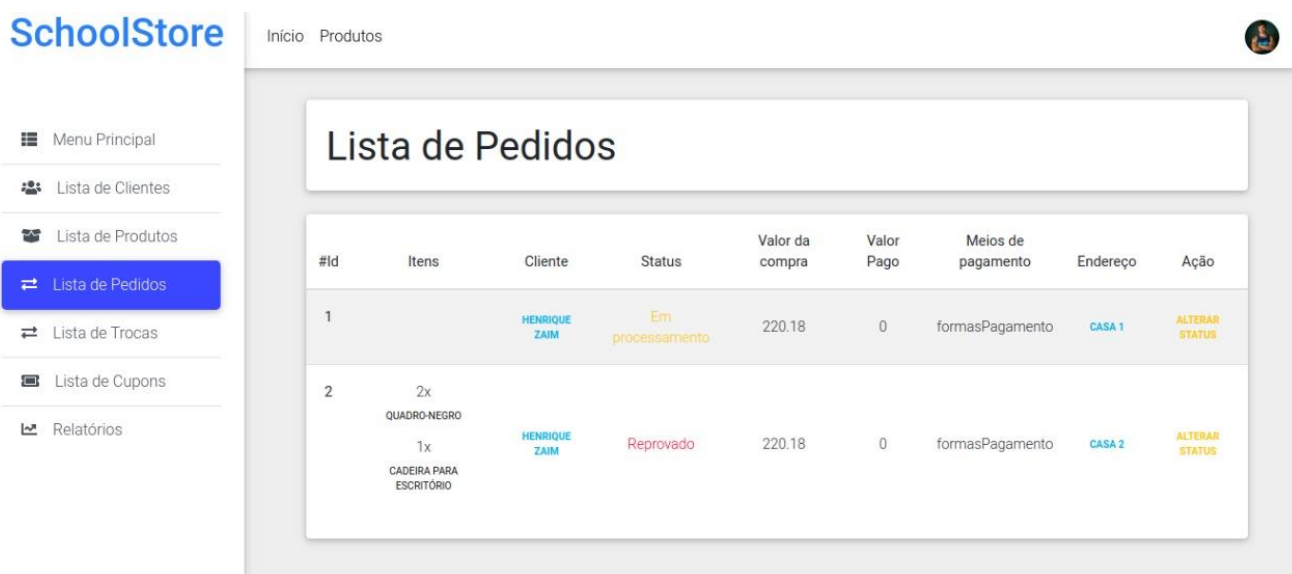 SchoolStore
Início Produtos
Menu Principal
Lista de Clientes
Lista de Produtos
Lista de Pedidos
Lista de Trocas
Lista de Cupons
Relatórios
Lista de Pedidos
#Id Itens Cliente Status Valor da compra Valor Pago Meios de pagamento Endereço Ação
1 HENRIQUE ZAIM Em processamento 220.18 0 formasPagamento CASA 1 ALTERAR STATUS
2 2x
QUADRO-NEGRO
1x
CADEIRA PARA
ESCRITÓRIO
HENRIQUE ZAIM Reprovado 220.18 0 formasPagamento CASA 2 ALTERAR STATUS